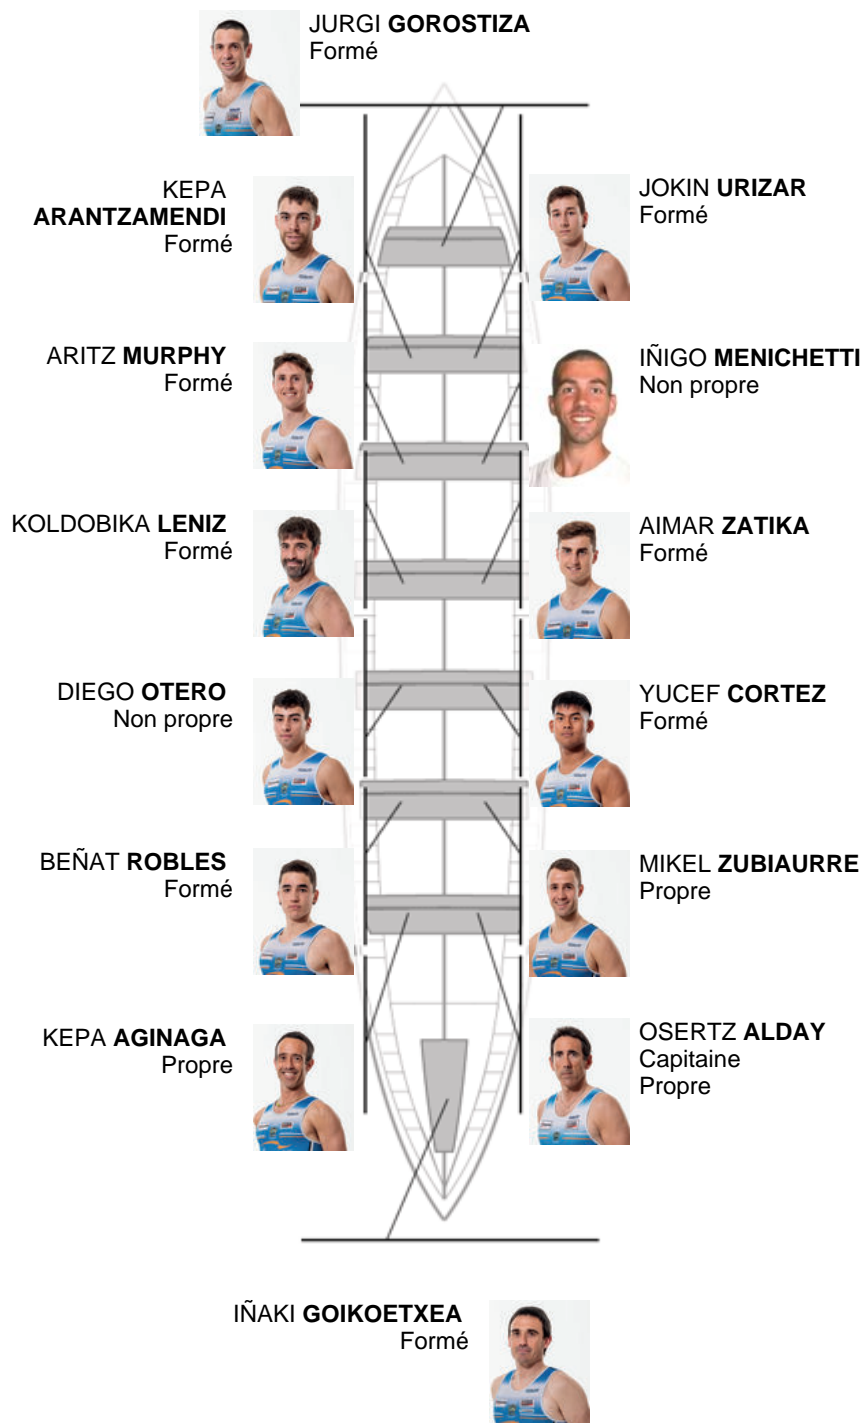 JURGI GOROSTIZA
Formé
KEPA
ARANTZAMENDI
Formé
JOKIN URIZAR
Formé
ARITZ MURPHY
Formé
IÑIGO MENICHETTI
Non propre
KOLDOBIKA LENIZ
Formé
AIMAR ZATIKA
Formé
DIEGO OTERO
Non propre
YUCEF CORTEZ
Formé
BEÑAT ROBLES
Formé
MIKEL ZUBIAURRE
Propre
KEPA AGINAGA
Propre
OSERTZ ALDAY
Capitaine
Propre
IÑAKI GOIKOETXEA
Formé